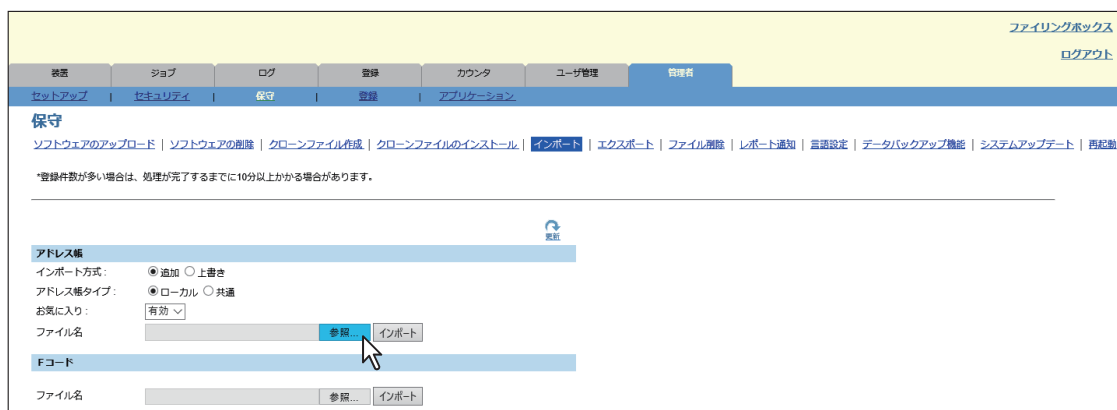 ファイリングボックス
ログアウト
装置 ジョブ ログ 登録 カウンタ ユーザ管理 管理者
セットアップ | セキュリティ | 保守 | 登録 | アプリケーション
保守
ソフトウェアのアップロード | ソフトウェアの削除 | クローンファイル作成 | クローンファイルのインストール | インポート | エクスポート | ファイル削除 | レポート通知 | 言語設定 | データバックアップ機能 | システムアップデート | 再起動
*登録件数が多い場合は、処理が完了するまでに10分以上かかる場合があります。
更新
アドレス帳
インポート方式: 追加 上書き
アドレス帳タイプ: ローカル 共通
お気に入り: 有効
ファイル名 参照... インポート
Fコード
ファイル名 参照... インポート